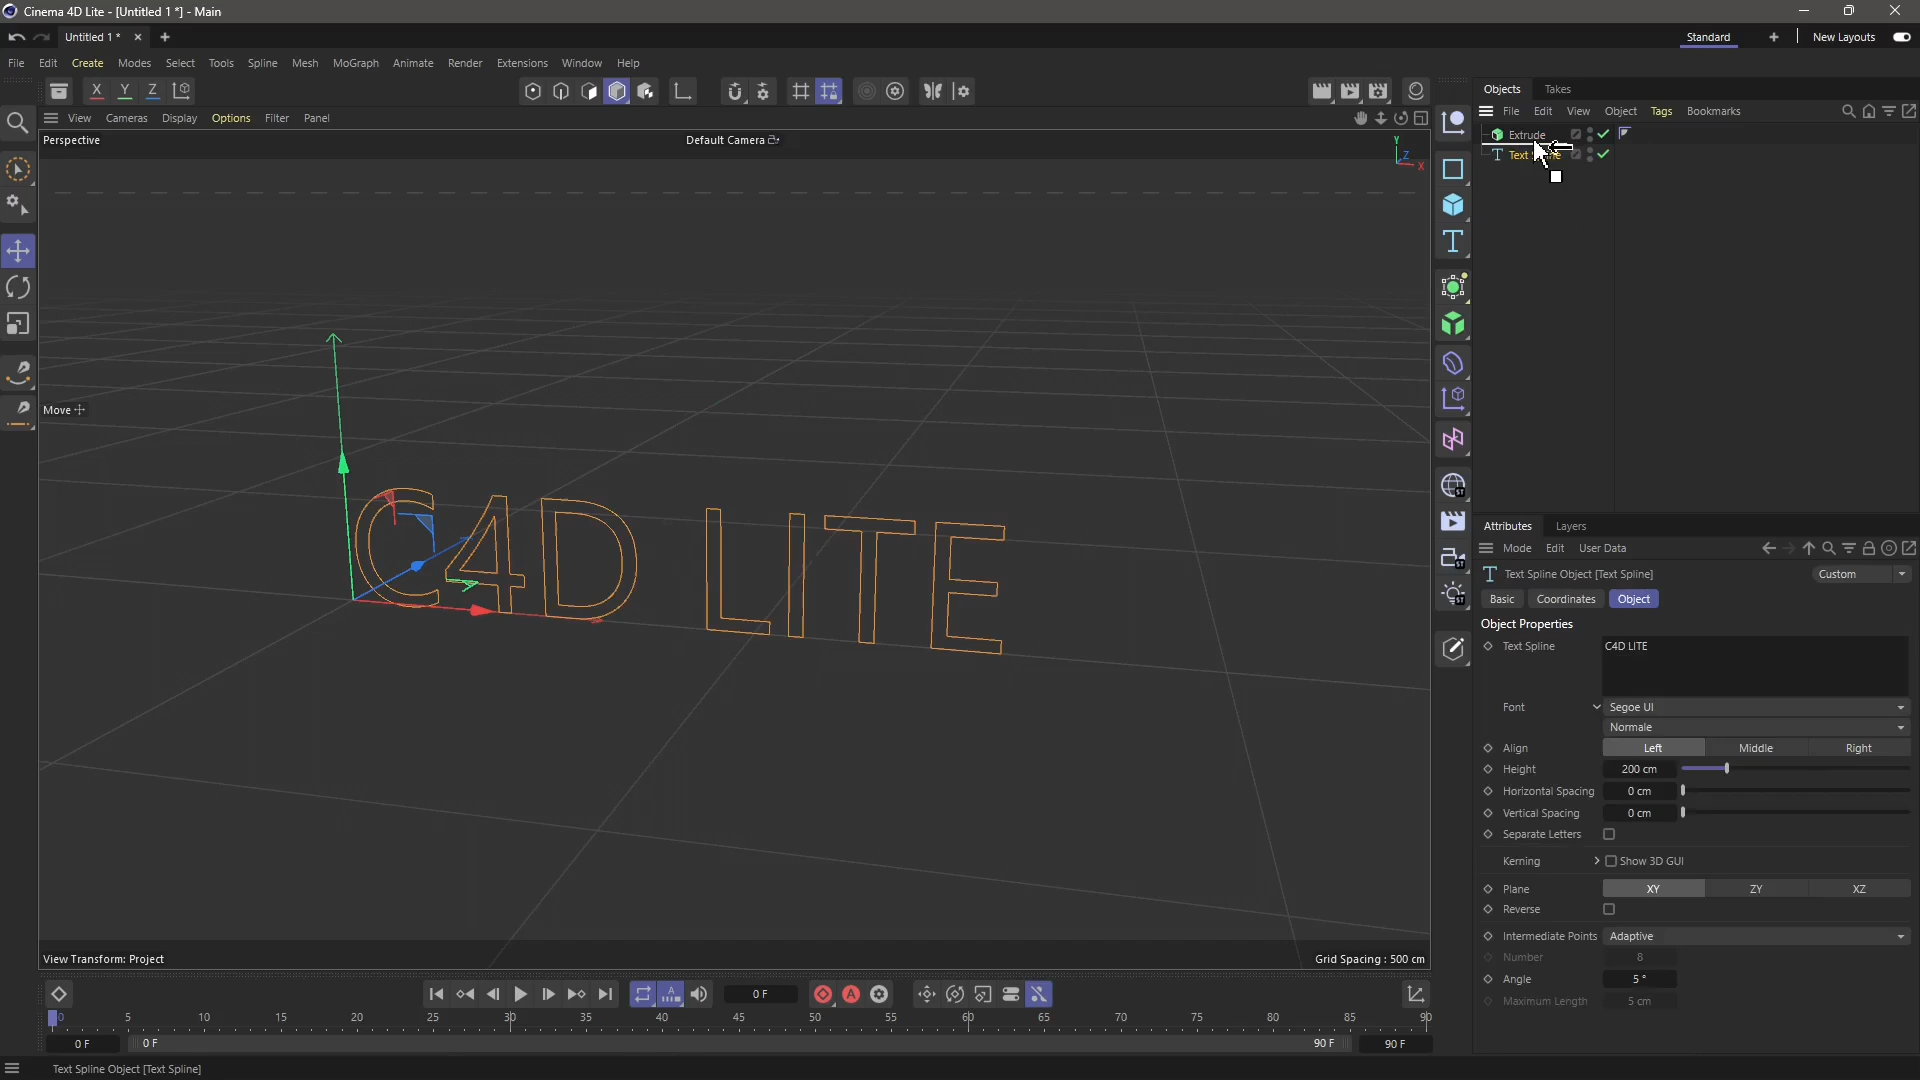 Cinema 4D Lite - [Untitled 1 *] - Main
Untitled 1 *
Standard
New Layouts
File Edit Create Modes Select Tools Spline Mesh MoGraph Animate Render Extensions Window Help
X Y Z
View Cameras Display Options Filter Panel
Perspective
Default Camera
Y
Z
X
Move
C4D LITE
View Transform: Project
Grid Spacing : 500 cm
Objects Takes
File Edit View Object Tags Bookmarks
Extrude
Text
Attributes Layers
Mode Edit User Data
Text Spline Object [Text Spline]
Custom
Basic Coordinates Object
Object Properties
Text Spline C4D LITE
Font Segoe UI
Normale
Align Left Middle Right
Height 200 cm
Horizontal Spacing 0 cm
Vertical Spacing 0 cm
Separate Letters
Kerning Show 3D GUI
Plane XY ZY XZ
Reverse
Intermediate Points Adaptive
Number 8
Angle 5 °
Maximum Length 5 cm
0 F
0 5 10 15 20 25 30 35 40 45 50 55 60 65 70 75 80 85 90
0 F 0 F 90 F 90 F
Text Spline Object [Text Spline]